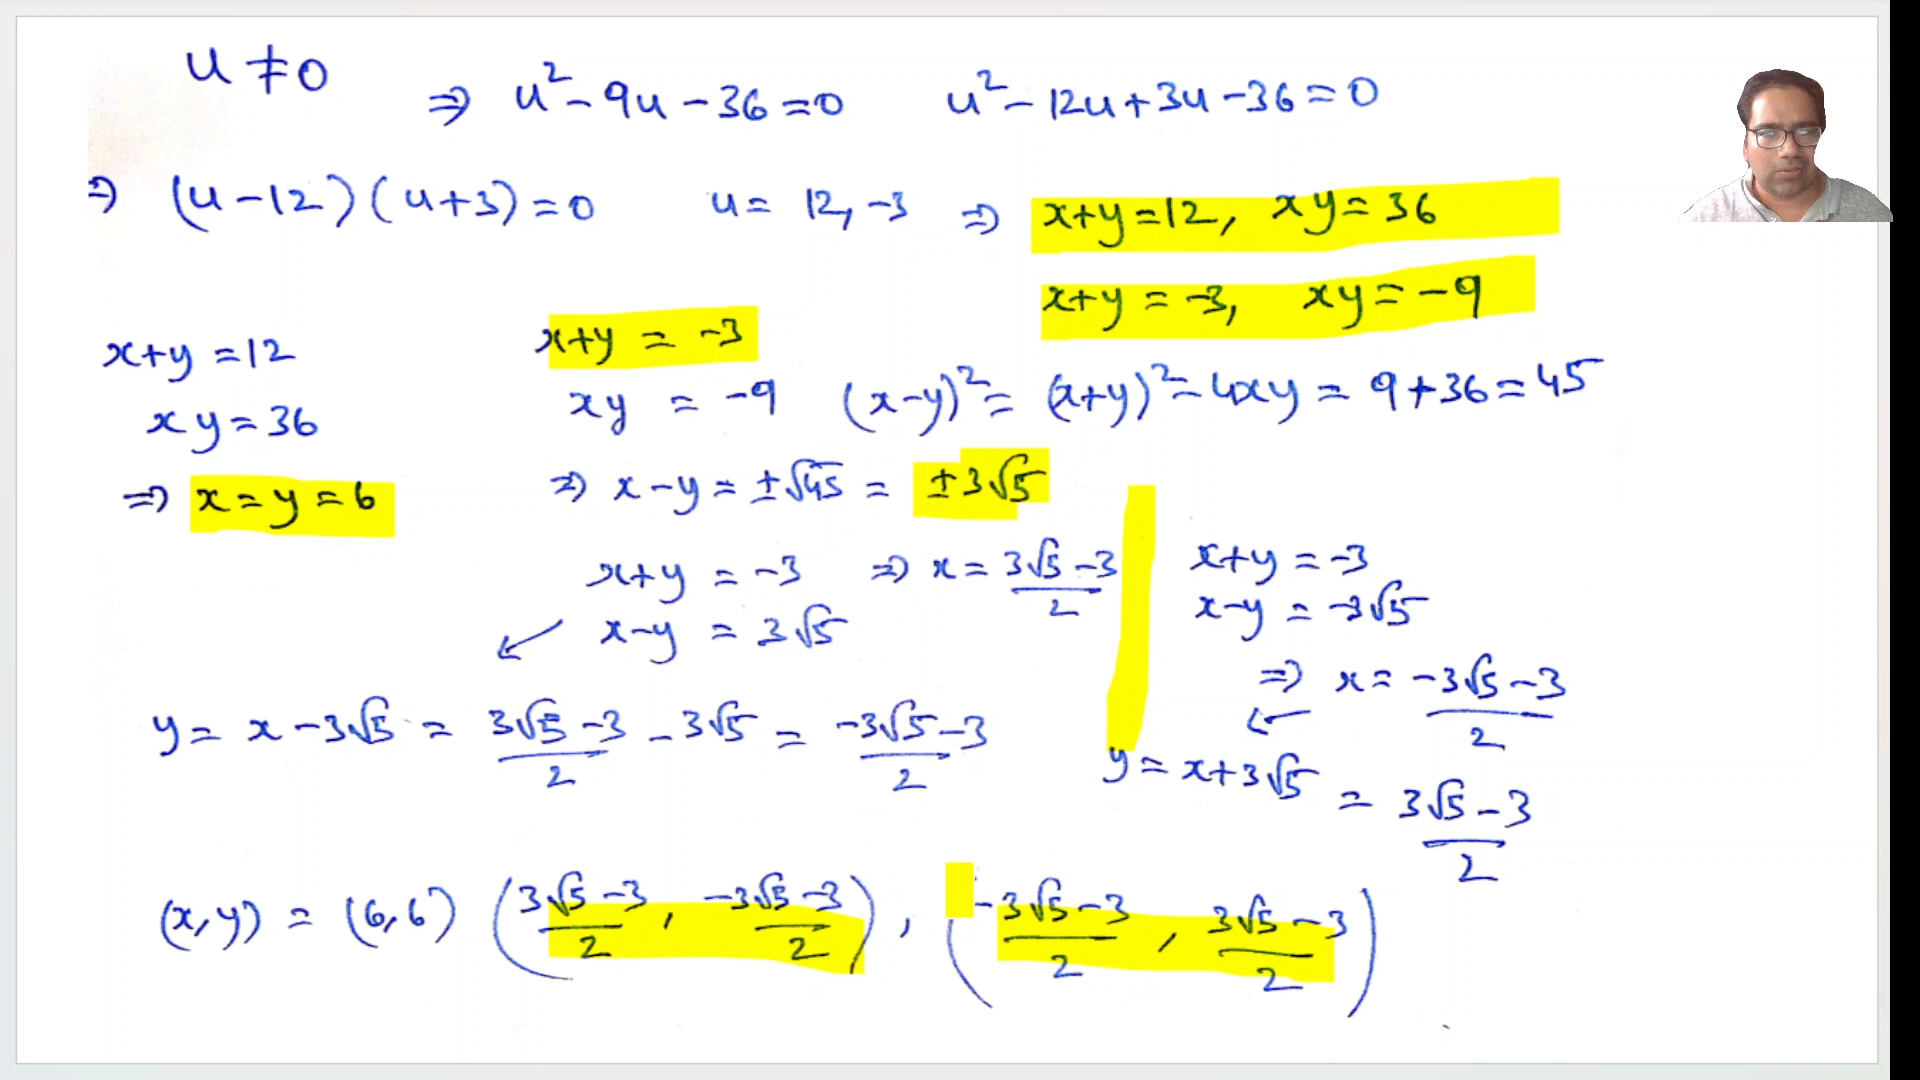 u ≠ 0
⇒ u² - 9u - 36 = 0 u² - 12u + 3u - 36 = 0
⇒ (u - 12)(u + 3) = 0 u = 12, -3 ⇒ x+y = 12, xy = 36
x+y = -3, xy = -9
x+y = 12
xy = 36
⇒ x = y = 6
x+y = -3
xy = -9 (x-y)² = (x+y)² - 4xy = 9 + 36 = 45
⇒ x - y = ±√45 = ±3√5
x+y = -3 ⇒ x = (3√5 - 3)/2
x-y = 3√5
↙
y = x - 3√5 = (3√5 - 3)/2 - 3√5 = (-3√5 - 3)/2
x+y = -3
x-y = -3√5
⇒ x = (-3√5 - 3)/2
↙
y = x + 3√5 = (3√5 - 3)/2
(x,y) = (6,6) ((3√5 - 3)/2, (-3√5 - 3)/2), ((-3√5 - 3)/2, (3√5 - 3)/2)